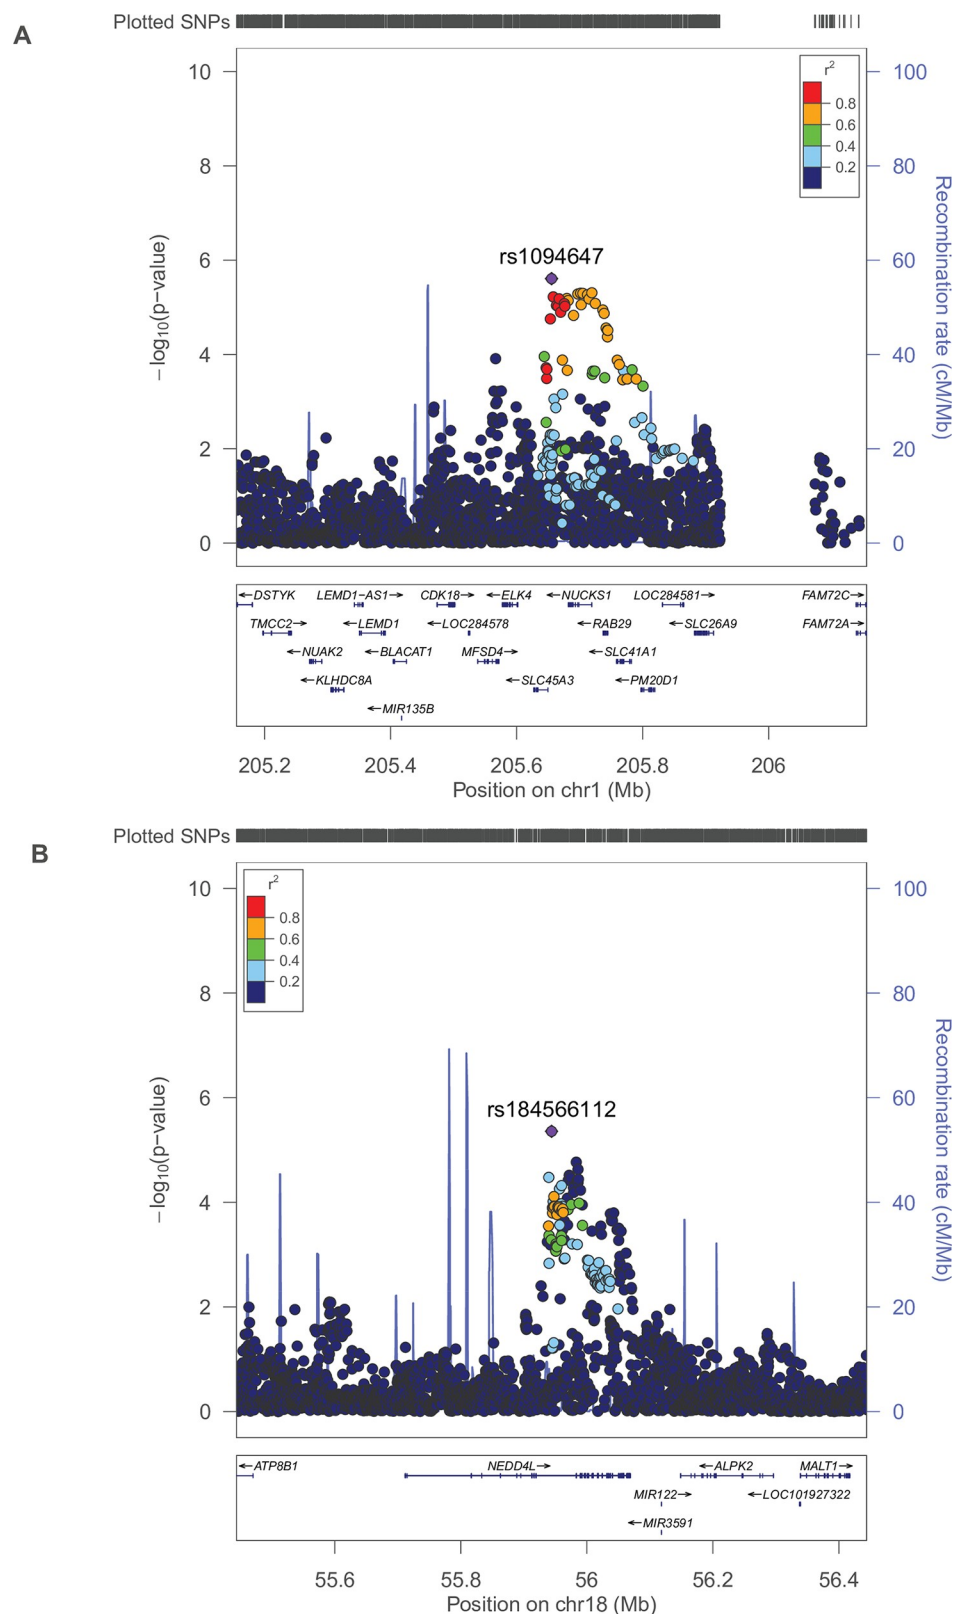 A
Plotted SNPs
10 100
r2
0.8
0.6
0.4
0.2
8 80
6 60
4 40
2 20
0 0
rs1094647
−log10(p−value)
Recombination rate (cM/Mb)
←DSTYK LEMD1−AS1→ CDK18→ ←ELK4 ←NUCKS1 LOC284581→ FAM72C→
TMCC2→ ←LEMD1 ←LOC284578 ←RAB29 ←SLC26A9 FAM72A→
←NUAK2 ←BLACAT1 MFSD4→ ←SLC41A1
←KLHDC8A ←SLC45A3 ←PM20D1
←MIR135B
205.2 205.4 205.6 205.8 206
Position on chr1 (Mb)
B
Plotted SNPs
10 100
r2
0.8
0.6
0.4
0.2
8 80
6 60
4 40
2 20
0 0
rs184566112
−log10(p−value)
Recombination rate (cM/Mb)
←ATP8B1 NEDD4L→ ←ALPK2 MALT1→
MIR122→ ←LOC101927322
←MIR3591
55.6 55.8 56 56.2 56.4
Position on chr18 (Mb)